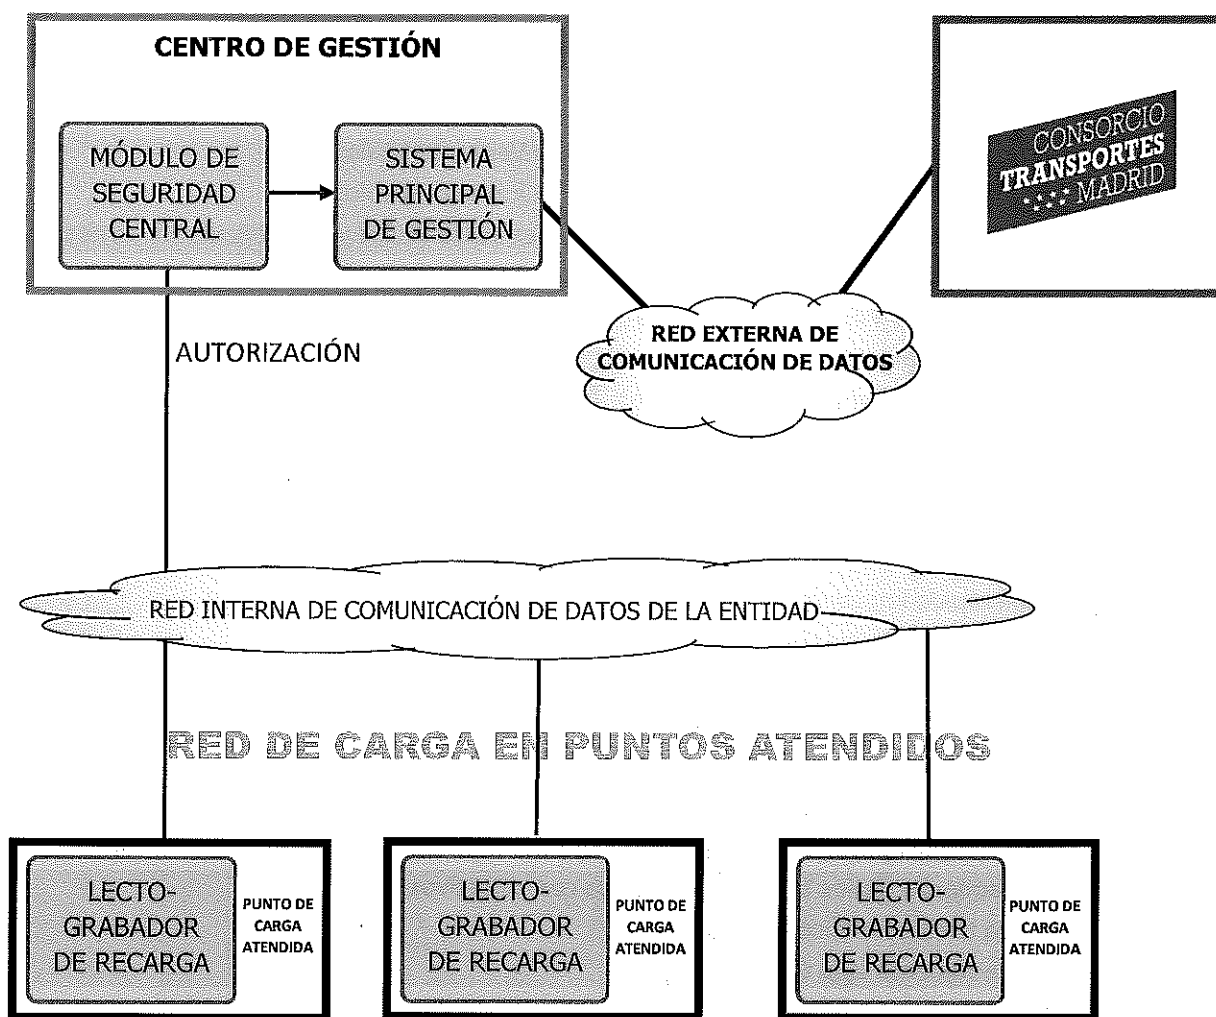 CENTRO DE GESTIÓN
MÓDULO DE
SEGURIDAD
CENTRAL
SISTEMA
PRINCIPAL
DE GESTIÓN
CONSORCIO
TRANSPORTES
MADRID
RED EXTERNA DE
COMUNICACIÓN DE DATOS
AUTORIZACIÓN
RED INTERNA DE COMUNICACIÓN DE DATOS DE LA ENTIDAD
RED DE CARGA EN PUNTOS ATENDIDOS
LECTO-
GRABADOR
DE RECARGA
PUNTO DE
CARGA
ATENDIDA
LECTO-
GRABADOR
DE RECARGA
PUNTO DE
CARGA
ATENDIDA
LECTO-
GRABADOR
DE RECARGA
PUNTO DE
CARGA
ATENDIDA